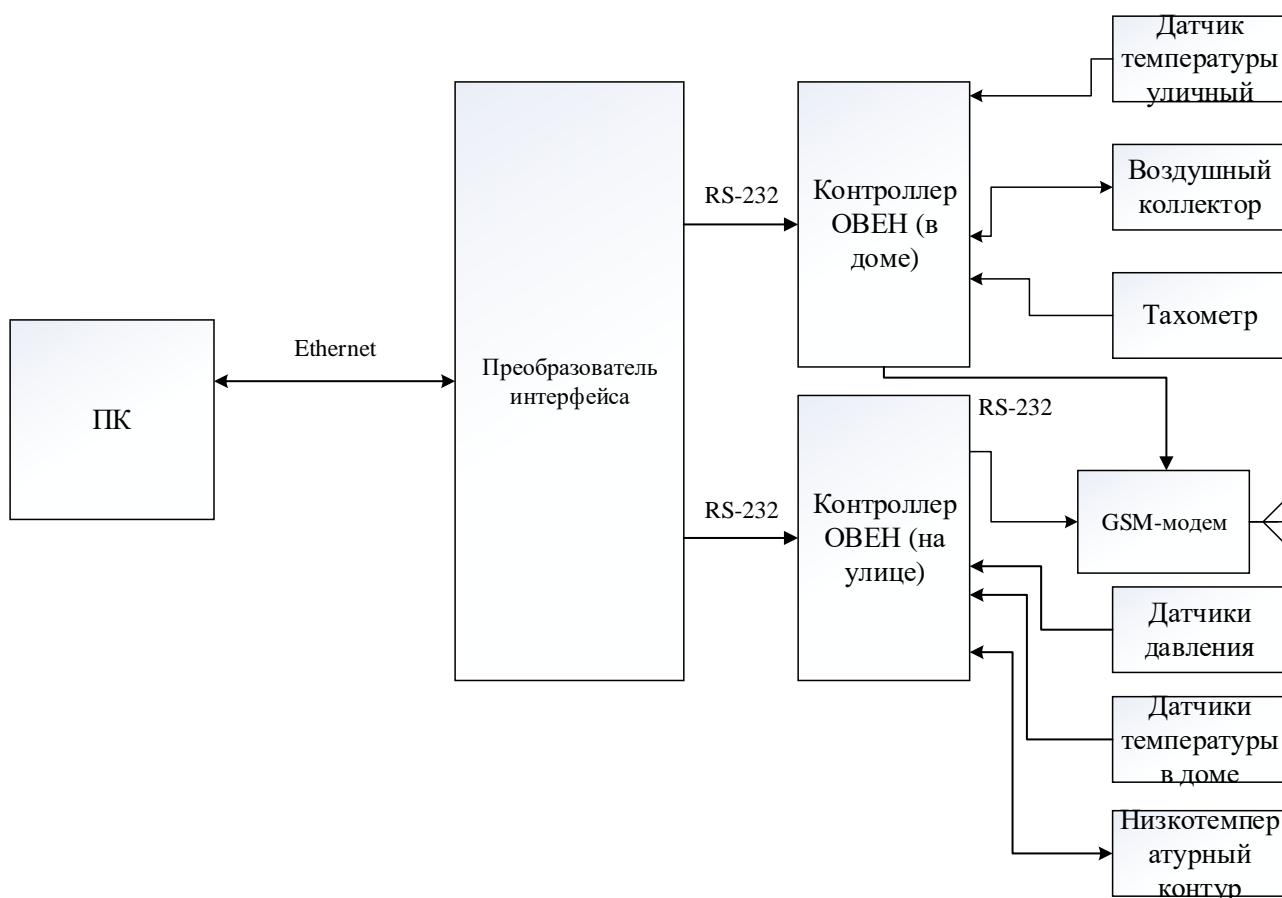 Датчик
температуры
уличный
Воздушный
коллектор
RS-232
Контроллер
ОВЕН (в
доме)
Тахометр
Ethernet
Преобразователь
интерфейса
ПК
RS-232
RS-232
Контроллер
ОВЕН (на
улице)
GSM-модем
Датчики
давления
Датчики
температуры
в доме
Низкотемпер
атурный
контур